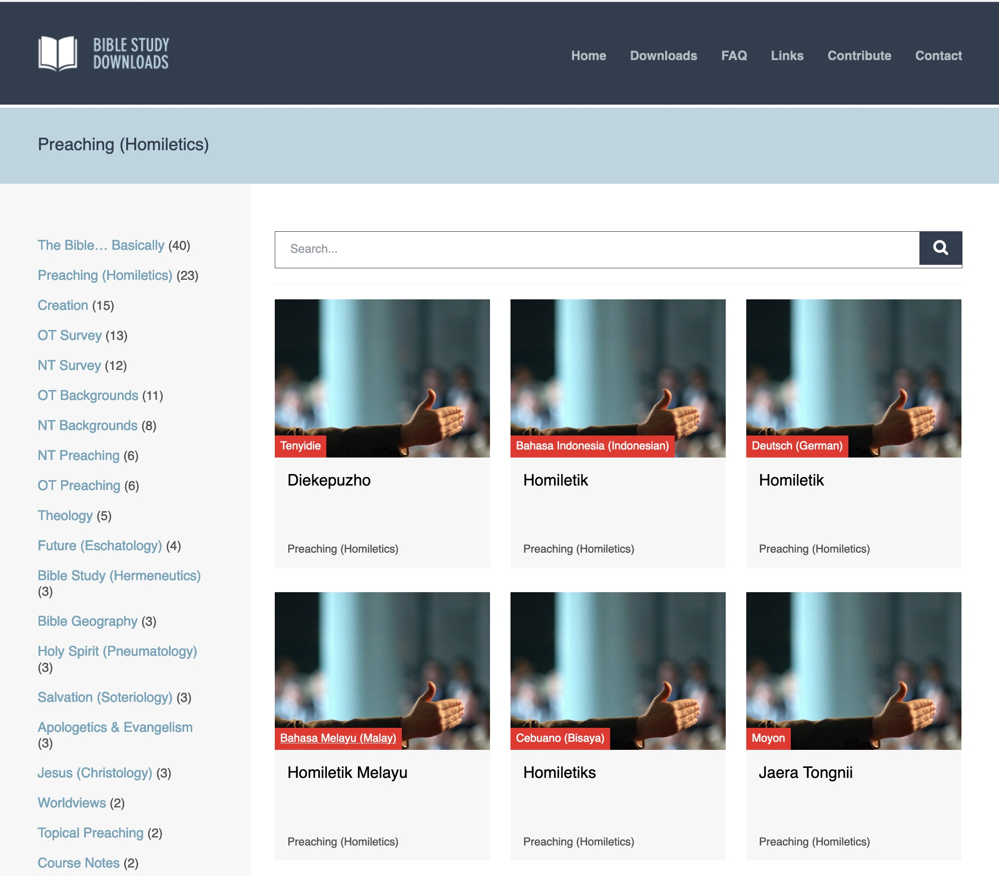 BIBLE STUDY
DOWNLOADS
Home Downloads FAQ Links Contribute Contact
Preaching (Homiletics)
The Bible… Basically (40)
Preaching (Homiletics) (23)
Creation (15)
OT Survey (13)
NT Survey (12)
OT Backgrounds (11)
NT Backgrounds (8)
NT Preaching (6)
OT Preaching (6)
Theology (5)
Future (Eschatology) (4)
Bible Study (Hermeneutics)
(3)
Bible Geography (3)
Holy Spirit (Pneumatology)
(3)
Salvation (Soteriology) (3)
Apologetics & Evangelism
(3)
Jesus (Christology) (3)
Worldviews (2)
Topical Preaching (2)
Course Notes (2)
Search...
Tenyidie
Diekepuzho
Preaching (Homiletics)
Bahasa Indonesia (Indonesian)
Homiletik
Preaching (Homiletics)
Deutsch (German)
Homiletik
Preaching (Homiletics)
Bahasa Melayu (Malay)
Homiletik Melayu
Preaching (Homiletics)
Cebuano (Bisaya)
Homiletiks
Preaching (Homiletics)
Moyon
Jaera Tongnii
Preaching (Homiletics)